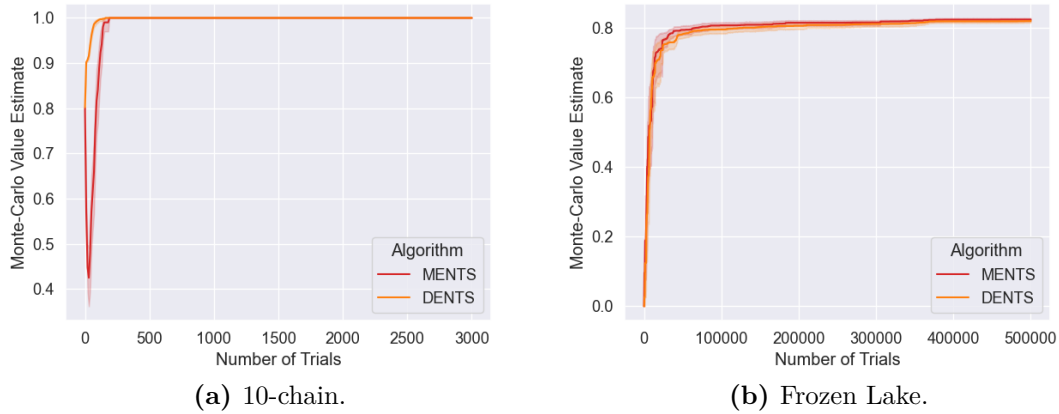 1.0
0.9
0.8
0.7
0.6
0.5
0.4
Monte-Carlo Value Estimate
Algorithm
MENTS
DENTS
0 500 1000 1500 2000 2500 3000
Number of Trials
(a) 10-chain.
0.8
0.6
0.4
0.2
0.0
Monte-Carlo Value Estimate
Algorithm
MENTS
DENTS
0 100000 200000 300000 400000 500000
Number of Trials
(b) Frozen Lake.